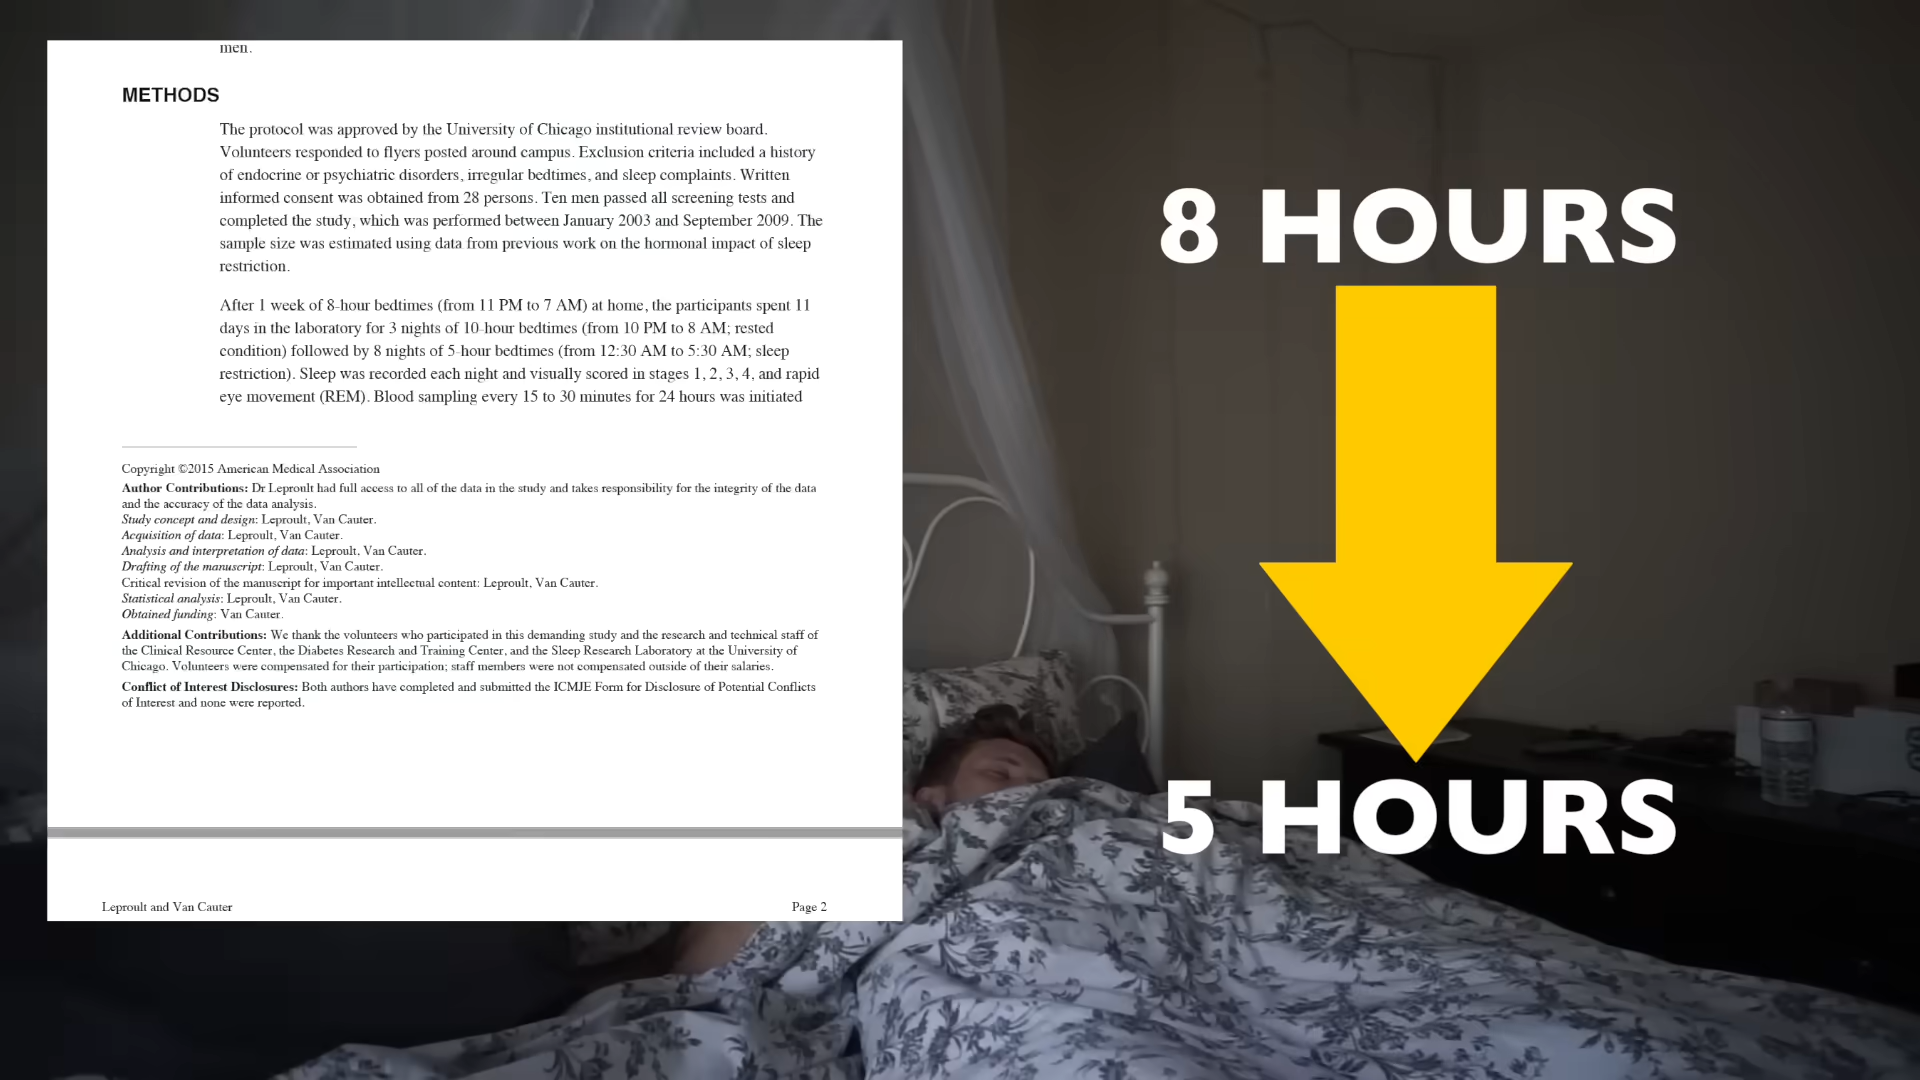 men.
METHODS
The protocol was approved by the University of Chicago institutional review board.
Volunteers responded to flyers posted around campus. Exclusion criteria included a history
of endocrine or psychiatric disorders, irregular bedtimes, and sleep complaints. Written
informed consent was obtained from 28 persons. Ten men passed all screening tests and
completed the study, which was performed between January 2003 and September 2009. The
sample size was estimated using data from previous work on the hormonal impact of sleep
restriction.
After 1 week of 8-hour bedtimes (from 11 PM to 7 AM) at home, the participants spent 11
days in the laboratory for 3 nights of 10-hour bedtimes (from 10 PM to 8 AM; rested
condition) followed by 8 nights of 5-hour bedtimes (from 12:30 AM to 5:30 AM; sleep
restriction). Sleep was recorded each night and visually scored in stages 1, 2, 3, 4, and rapid
eye movement (REM). Blood sampling every 15 to 30 minutes for 24 hours was initiated
Copyright ©2015 American Medical Association
Author Contributions: Dr Leproult had full access to all of the data in the study and takes responsibility for the integrity of the data
and the accuracy of the data analysis.
Study concept and design: Leproult, Van Cauter.
Acquisition of data: Leproult, Van Cauter.
Analysis and interpretation of data: Leproult, Van Cauter.
Drafting of the manuscript: Leproult, Van Cauter.
Critical revision of the manuscript for important intellectual content: Leproult, Van Cauter.
Statistical analysis: Leproult, Van Cauter.
Obtained funding: Van Cauter.
Additional Contributions: We thank the volunteers who participated in this demanding study and the research and technical staff of
the Clinical Resource Center, the Diabetes Research and Training Center, and the Sleep Research Laboratory at the University of
Chicago. Volunteers were compensated for their participation; staff members were not compensated outside of their salaries.
Conflict of Interest Disclosures: Both authors have completed and submitted the ICMJE Form for Disclosure of Potential Conflicts
of Interest and none were reported.
Leproult and Van Cauter
Page 2
8 HOURS
5 HOURS